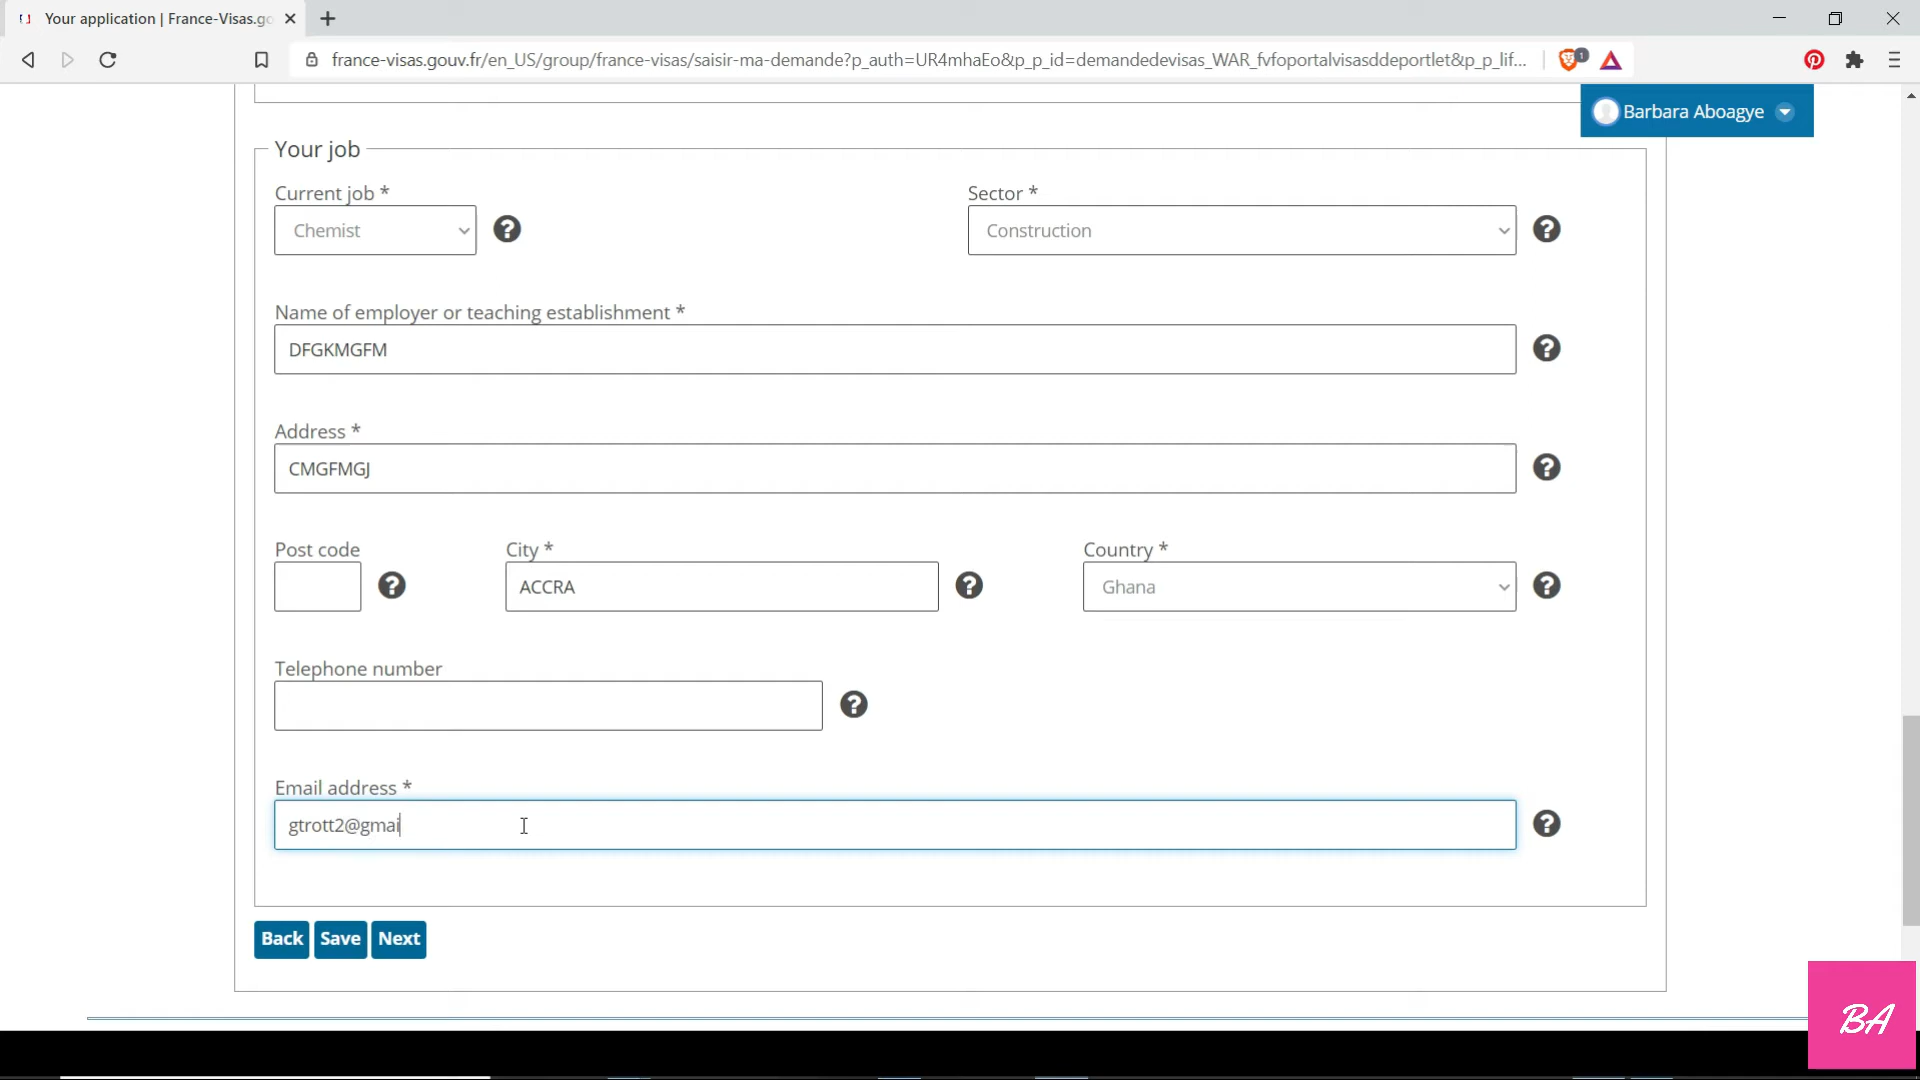 Your application | France-Visas.go
france-visas.gouv.fr/en_US/group/france-visas/saisir-ma-demande?p_auth=UR4mhaEo&p_p_id=demandedevisas_WAR_fvfoportalvisasddeportlet&p_p_lif...
1
Barbara Aboagye
Your job
Current job * Sector *
Chemist ? Construction ?
Name of employer or teaching establishment *
DFGKMGFM ?
Address *
CMGFMGJ ?
Post code City * Country *
? ACCRA ? Ghana ?
Telephone number
?
Email address *
gtrott2@gmai ?
Back Save Next
BA